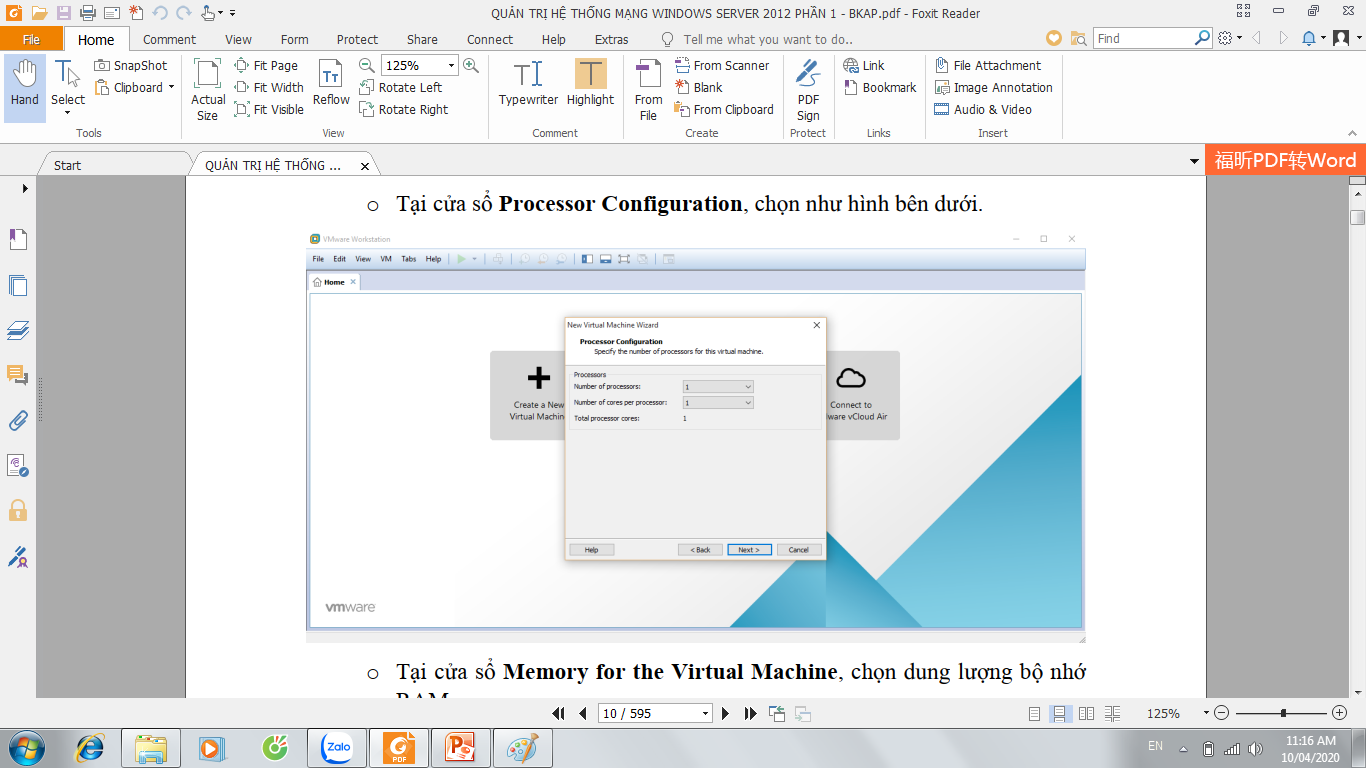 QUẢN TRỊ HỆ THỐNG MẠNG WINDOWS SERVER 2012 PHẦN 1 - BKAP.pdf - Foxit Reader
File Home Comment View Form Protect Share Connect Help Extras Tell me what you want to do.. Find
Hand
Select
SnapShot
Clipboard
Tools
Actual
Size
Fit Page
Fit Width
Fit Visible
Reflow
125%
Rotate Left
Rotate Right
View
Typewriter
Highlight
Comment
From
File
From Scanner
Blank
From Clipboard
Create
PDF
Sign
Protect
Link
Bookmark
Links
File Attachment
Image Annotation
Audio & Video
Insert
Start
QUẢN TRỊ HỆ THỐNG ...
福昕PDF转Word
o Tại cửa sổ Processor Configuration, chọn như hình bên dưới.
VMware Workstation
File Edit View VM Tabs Help
Home
New Virtual Machine Wizard
Processor Configuration
Specify the number of processors for this virtual machine.
Processors
Number of processors: 1
Number of cores per processor: 1
Total processor cores: 1
Help < Back Next > Cancel
Create a New
Virtual Machin
Connect to
ware vCloud Air
vmware
o Tại cửa sổ Memory for the Virtual Machine, chọn dung lượng bộ nhớ
RAM
10 / 595
125%
Zalo
PDF
EN
11:16 AM
10/04/2020